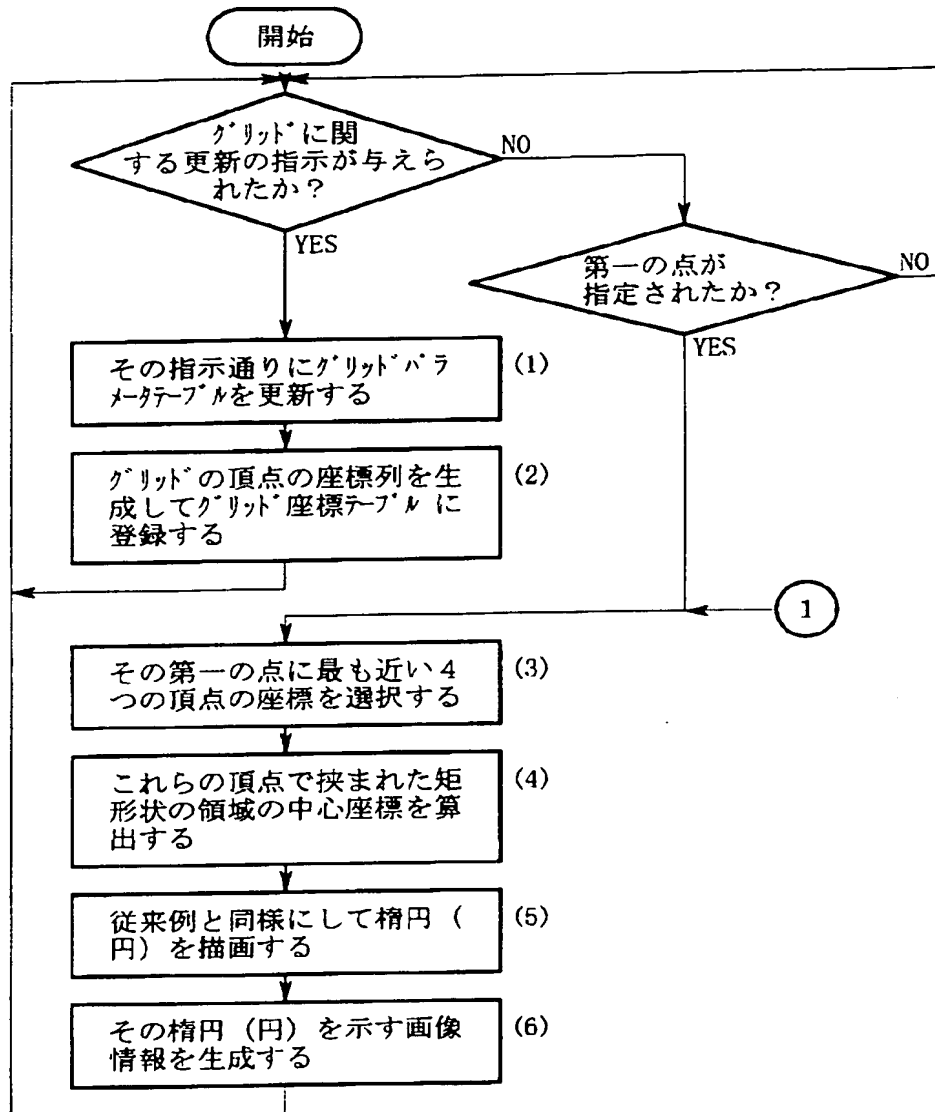 開始
グリッドに関
する更新の指示が与えら
れたか？
NO
YES
第一の点が
指定されたか？
NO
YES
その指示通りにグリッドパラ
メータテーブルを更新する
(1)
グリッドの頂点の座標列を生
成してグリッド座標テーブルに
登録する
(2)
1
その第一の点に最も近い4
つの頂点の座標を選択する
(3)
これらの頂点で挟まれた矩
形状の領域の中心座標を算
出する
(4)
従来例と同様にして楕円（
円）を描画する
(5)
その楕円（円）を示す画像
情報を生成する
(6)